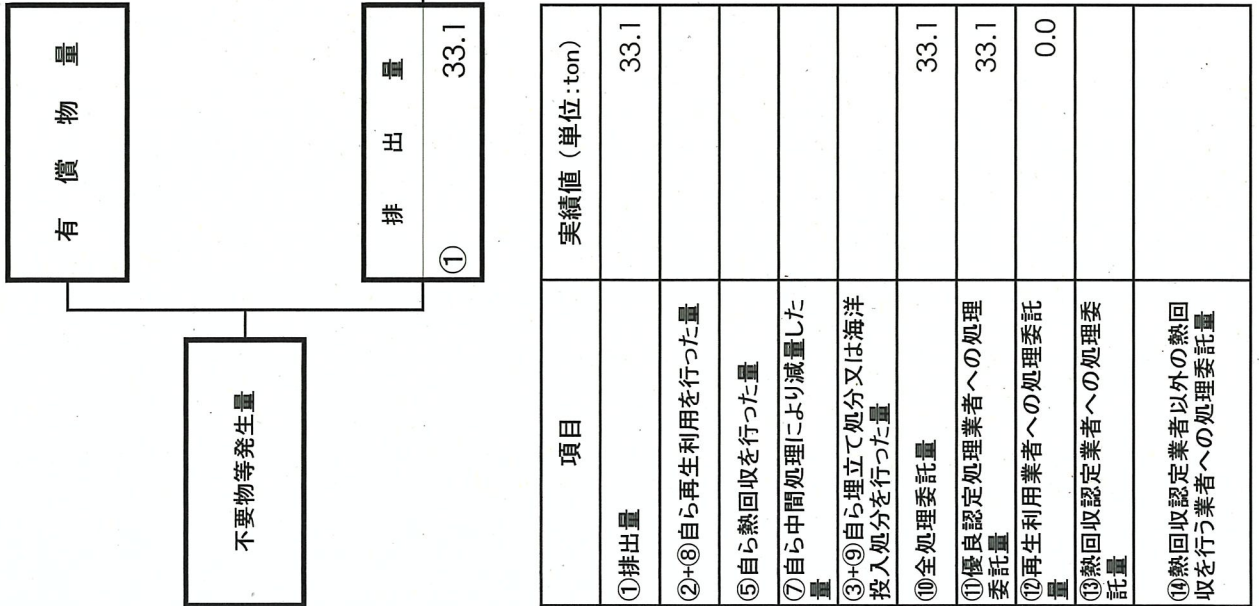 有償物量
不要物等発生量
排出量
① 33.1
項目 実績値（単位:ton）
①排出量 33.1
②+⑧自ら再生利用を行った量
⑤自ら熱回収を行った量
⑦自ら中間処理により減量した
量
③+⑨自ら埋立て処分又は海洋
投入処分を行った量
⑩全処理委託量 33.1
⑪優良認定処理業者への処理
委託量 33.1
⑫再生利用業者への処理委託
量 0.0
⑬熱回収認定業者への処理委
託量
⑭熱回収認定業者以外の熱回
収を行う業者への処理委託量